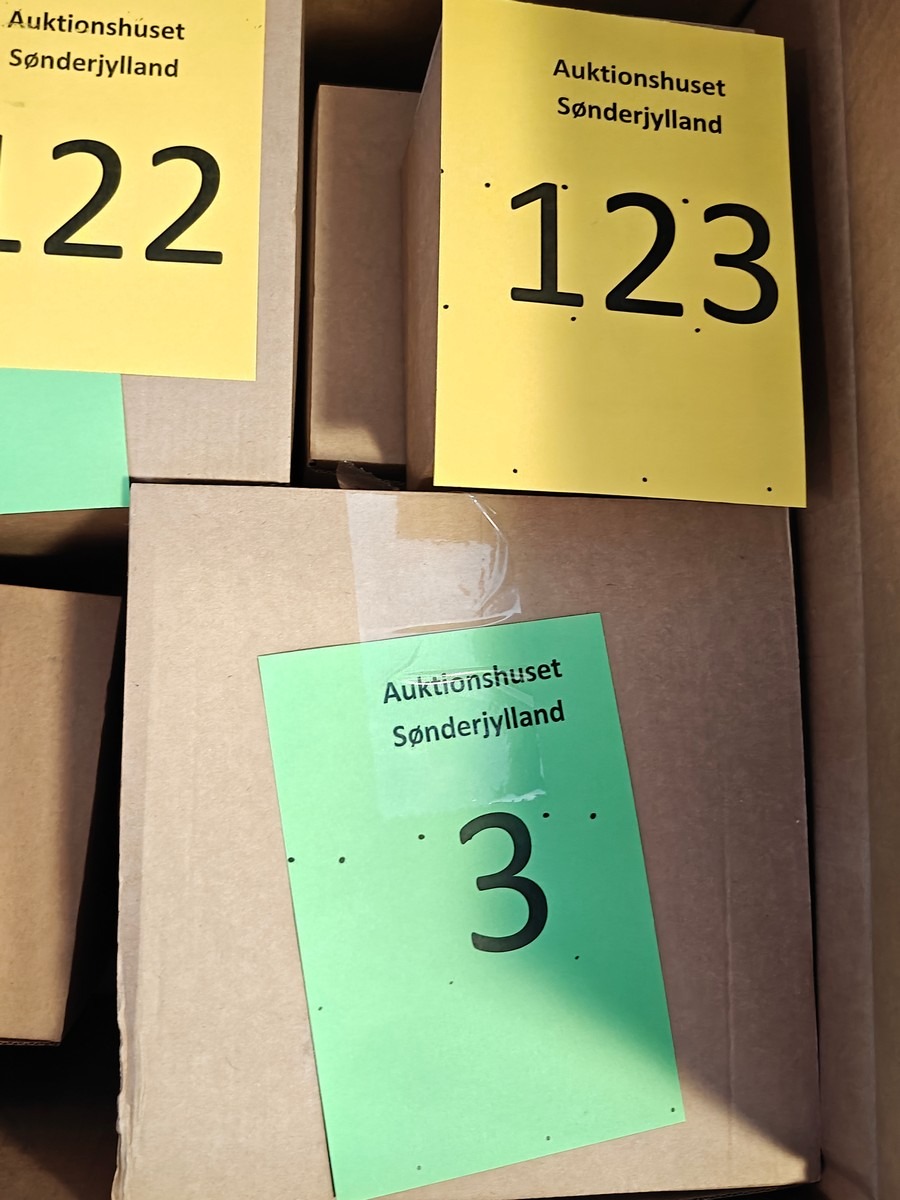 Auktionshuset
Sønderjylland
122
Auktionshuset
Sønderjylland
123
Auktionshuset
Sønderjylland
3